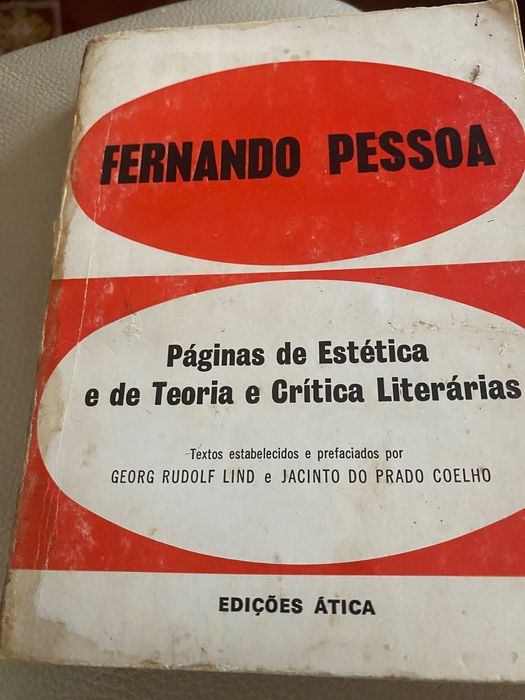 FERNANDO PESSOA
Páginas de Estética
e de Teoria e Crítica Literárias
Textos estabelecidos e prefaciados por
GEORG RUDOLF LIND e JACINTO DO PRADO COELHO
EDIÇÕES ÁTICA